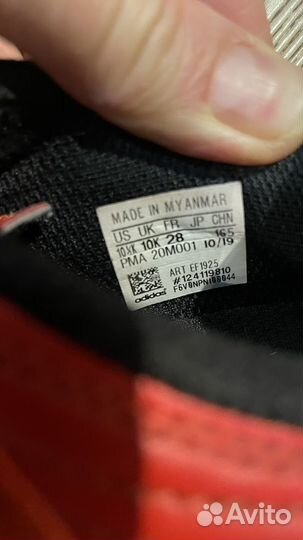 MADE IN MYANMAR
US UK FR JP CHN
10½K 10K 28 165
PMA 20M001 10/19
ART EF1925
#124119810
adidas
Avito